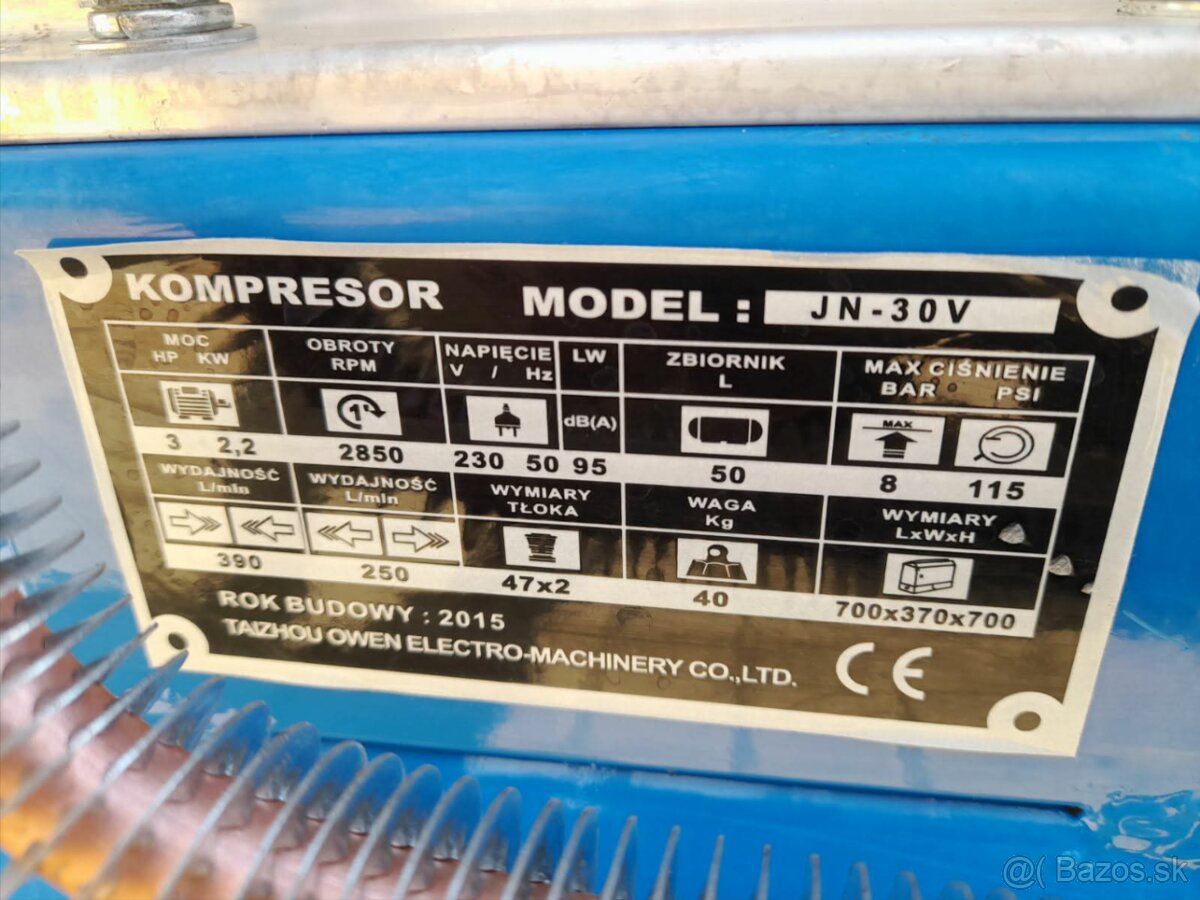 KOMPRESOR MODEL : JN-30V
MOC OBROTY NAPIĘCIE LW ZBIORNIK MAX CIŚNIENIE
HP KW RPM V / Hz L BAR PSI
1 dB(A) MAX
3 2,2 2850 230 50 95 50 8 115
WYDAJNOŚĆ WYDAJNOŚĆ WYMIARY WAGA WYMIARY
L/min L/min TŁOKA Kg LxWxH
390 250 47x2 40 700x370x700
ROK BUDOWY : 2015
TAIZHOU OWEN ELECTRO-MACHINERY CO.,LTD. CE
@( Bazos.sk